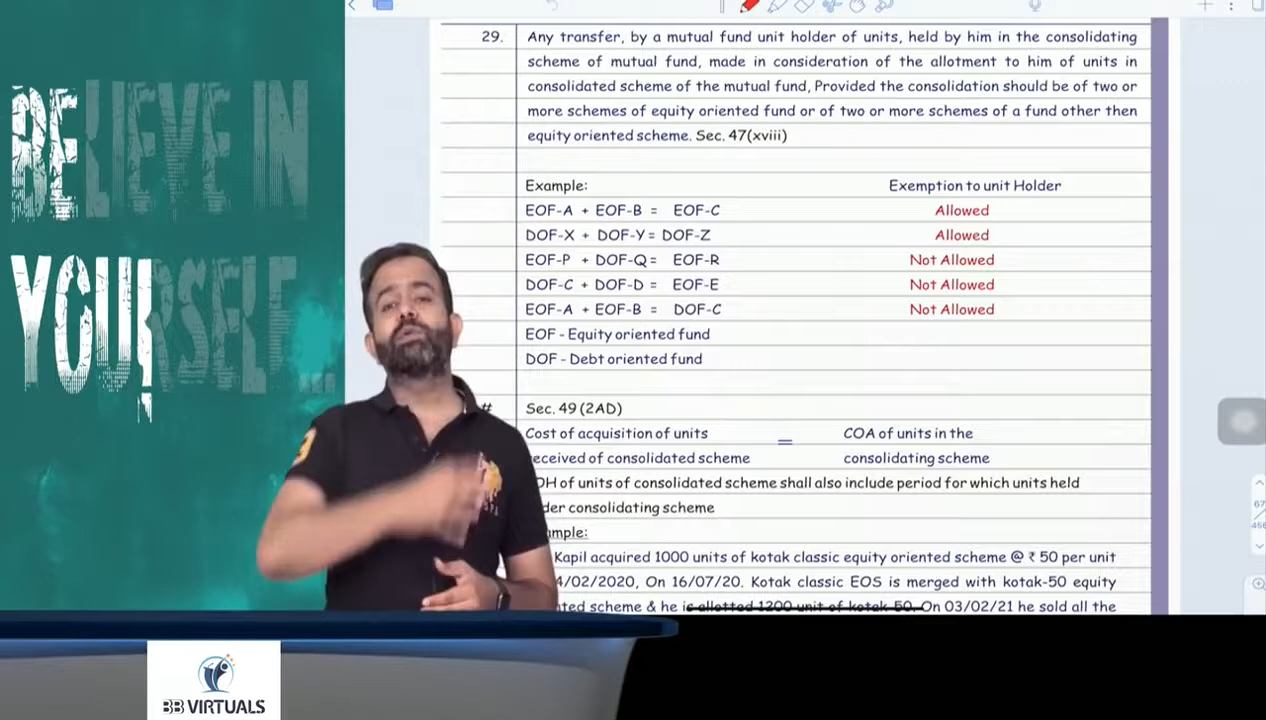 BELIEVE IN
YOURSELF...
29. Any transfer, by a mutual fund unit holder of units, held by him in the consolidating
scheme of mutual fund, made in consideration of the allotment to him of units in
consolidated scheme of the mutual fund, Provided the consolidation should be of two or
more schemes of equity oriented fund or of two or more schemes of a fund other then
equity oriented scheme. Sec. 47(xviii)
Example: Exemption to unit Holder
EOF-A + EOF-B = EOF-C Allowed
DOF-X + DOF-Y = DOF-Z Allowed
EOF-P + DOF-Q = EOF-R Not Allowed
DOF-C + DOF-D = EOF-E Not Allowed
EOF-A + EOF-B = DOF-C Not Allowed
EOF - Equity oriented fund
DOF - Debt oriented fund
# Sec. 49 (2AD)
Cost of acquisition of units = COA of units in the
eceived of consolidated scheme consolidating scheme
OH of units of consolidated scheme shall also include period for which units held
der consolidating scheme
mple:
Kapil acquired 1000 units of kotak classic equity oriented scheme @ ₹ 50 per unit
4/02/2020, On 16/07/20. Kotak classic EOS is merged with kotak-50 equity
nted scheme & he is allotted 1200 unit of kotak 50. On 03/02/21 he sold all the
BB VIRTUALS